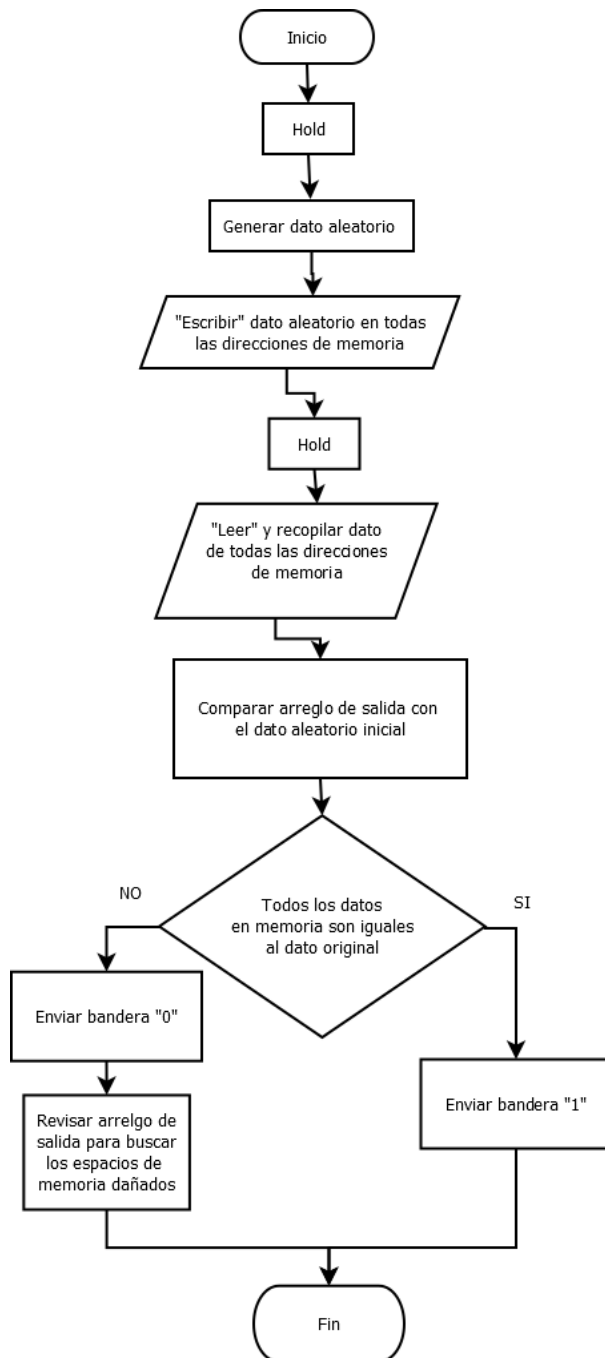 Inicio
Hold
Generar dato aleatorio
"Escribir" dato aleatorio en todas
las direcciones de memoria
Hold
"Leer" y recopilar dato
de todas las direcciones
de memoria
Comparar arreglo de salida con
el dato aleatorio inicial
Todos los datos
en memoria son iguales
al dato original
NO
SI
Enviar bandera "0"
Revisar arrelgo de
salida para buscar
los espacios de
memoria dañados
Enviar bandera "1"
Fin